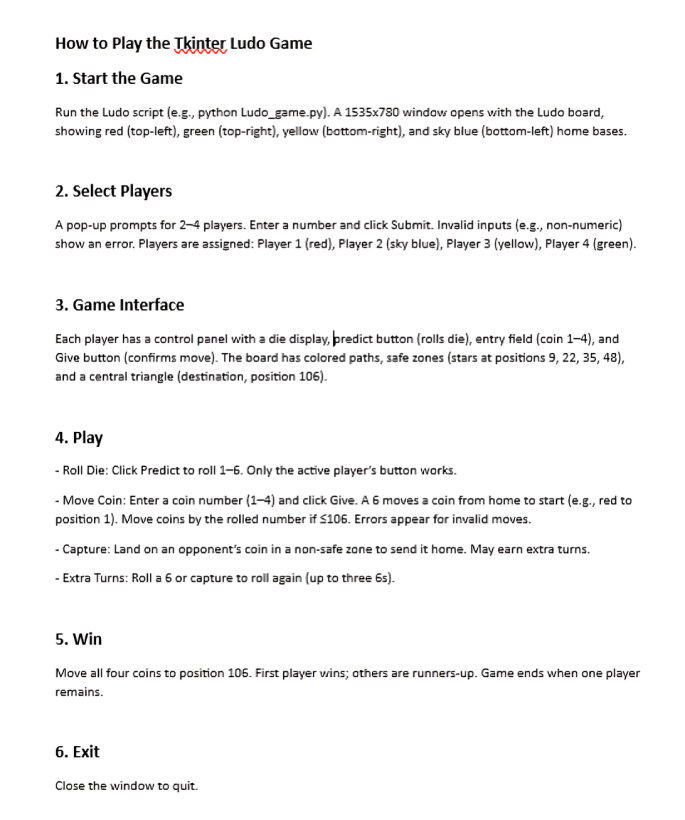 How to Play the Tkinter Ludo Game
1. Start the Game
Run the Ludo script (e.g., python Ludo_game.py). A 1535x780 window opens with the Ludo board,
showing red (top-left), green (top-right), yellow (bottom-right), and sky blue (bottom-left) home bases.
2. Select Players
A pop-up prompts for 2–4 players. Enter a number and click Submit. Invalid inputs (e.g., non-numeric)
show an error. Players are assigned: Player 1 (red), Player 2 (sky blue), Player 3 (yellow), Player 4 (green).
3. Game Interface
Each player has a control panel with a die display, predict button (rolls die), entry field (coin 1–4), and
Give button (confirms move). The board has colored paths, safe zones (stars at positions 9, 22, 35, 48),
and a central triangle (destination, position 106).
4. Play
- Roll Die: Click Predict to roll 1–6. Only the active player’s button works.
- Move Coin: Enter a coin number (1–4) and click Give. A 6 moves a coin from home to start (e.g., red to
position 1). Move coins by the rolled number if ≤106. Errors appear for invalid moves.
- Capture: Land on an opponent’s coin in a non-safe zone to send it home. May earn extra turns.
- Extra Turns: Roll a 6 or capture to roll again (up to three 6s).
5. Win
Move all four coins to position 106. First player wins; others are runners-up. Game ends when one player
remains.
6. Exit
Close the window to quit.